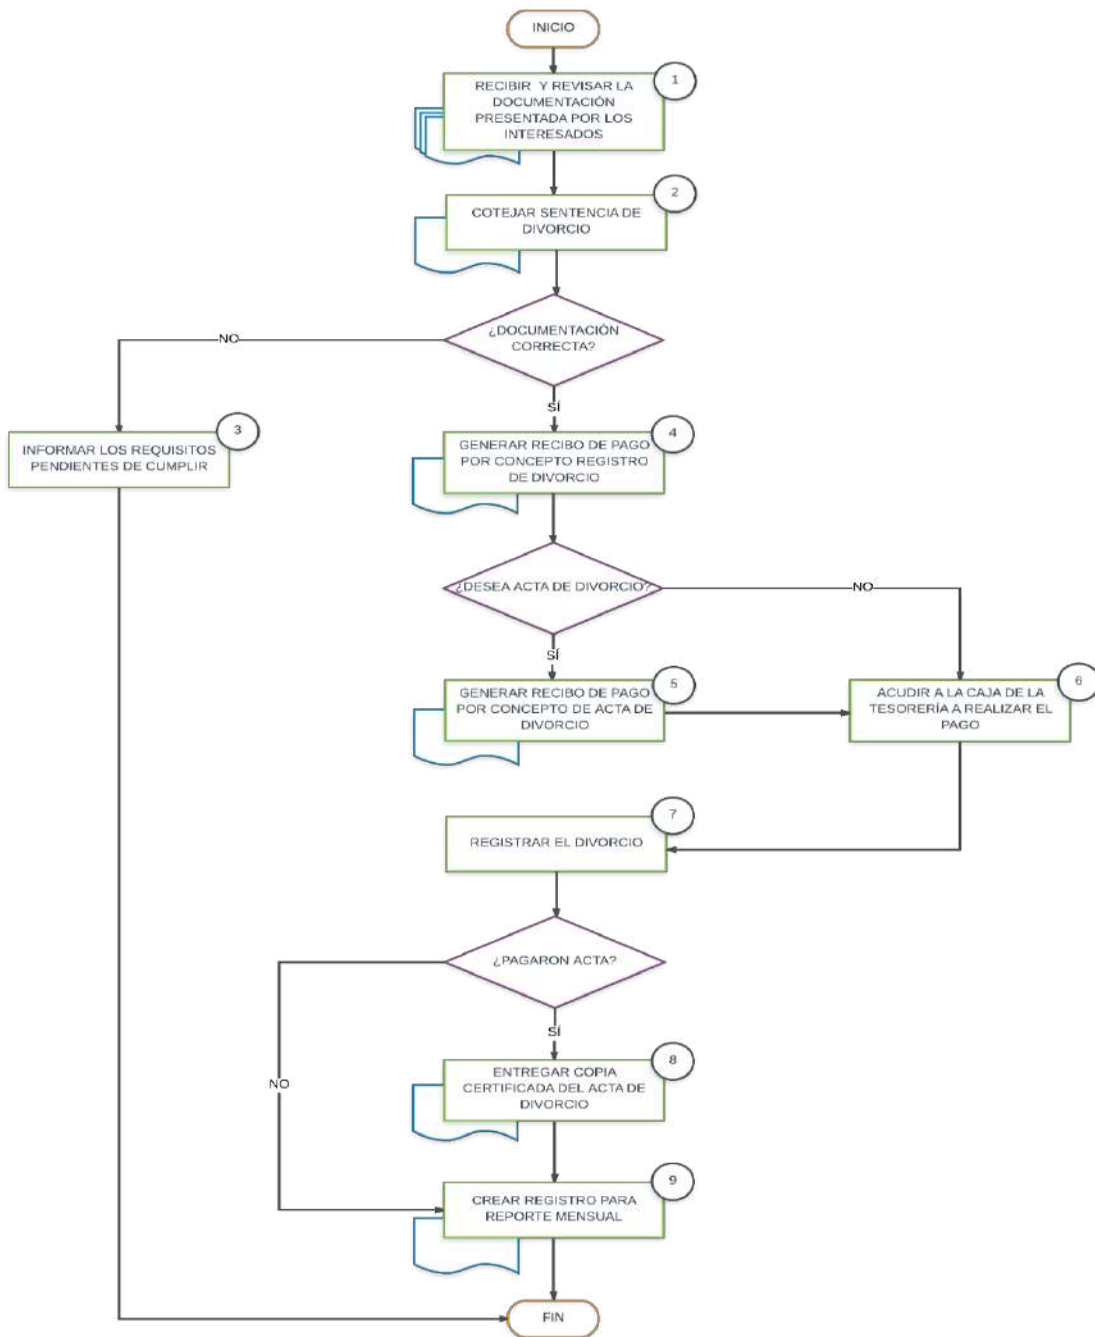 INICIO
1
RECIBIR Y REVISAR LA
DOCUMENTACIÓN
PRESENTADA POR LOS
INTERESADOS
2
COTEJAR SENTENCIA DE
DIVORCIO
¿DOCUMENTACIÓN
CORRECTA?
NO
SÍ
3
INFORMAR LOS REQUISITOS
PENDIENTES DE CUMPLIR
4
GENERAR RECIBO DE PAGO
POR CONCEPTO REGISTRO
DE DIVORCIO
¿DESEA ACTA DE DIVORCIO?
NO
SÍ
5
GENERAR RECIBO DE PAGO
POR CONCEPTO DE ACTA DE
DIVORCIO
6
ACUDIR A LA CAJA DE LA
TESORERÍA A REALIZAR EL
PAGO
7
REGISTRAR EL DIVORCIO
¿PAGARON ACTA?
SÍ
NO
8
ENTREGAR COPIA
CERTIFICADA DEL ACTA DE
DIVORCIO
9
CREAR REGISTRO PARA
REPORTE MENSUAL
FIN